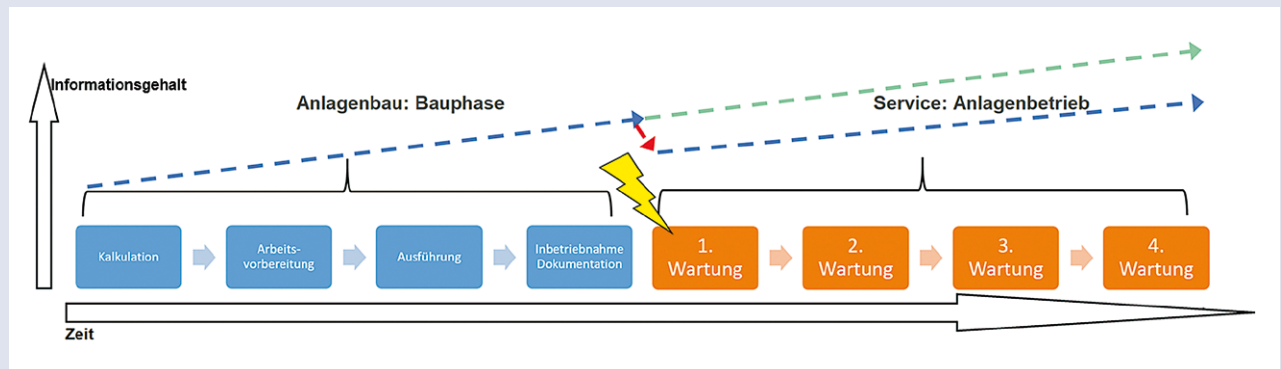 Informationsgehalt
Anlagenbau: Bauphase
Service: Anlagenbetrieb
Kalkulation
Arbeits-
vorbereitung
Ausführung
Inbetriebnahme
Dokumentation
1.
Wartung
2.
Wartung
3.
Wartung
4.
Wartung
Zeit